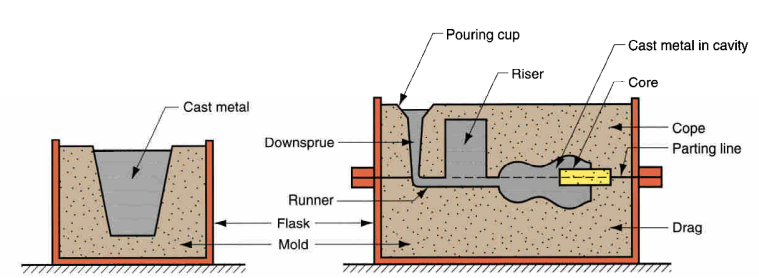 Pouring cup
Cast metal in cavity
Riser
Core
Cast metal
Cope
Downsprue
Parting line
Runner
Flask
Drag
Mold